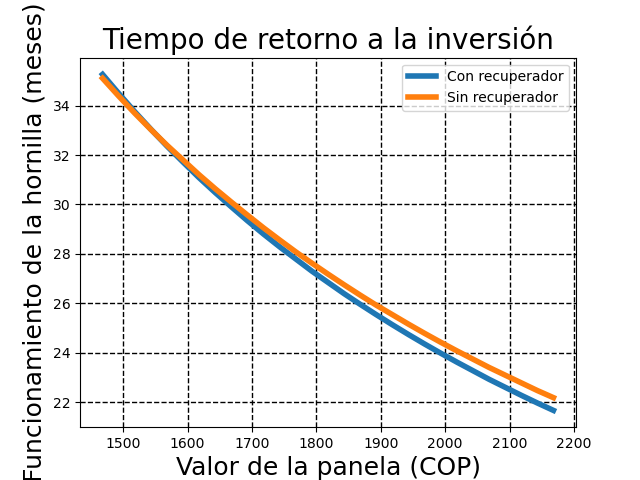 Tiempo de retorno a la inversión
Funcionamiento de la hornilla (meses)
Con recuperador
Sin recuperador
34
32
30
28
26
24
22
1500 1600 1700 1800 1900 2000 2100 2200
Valor de la panela (COP)